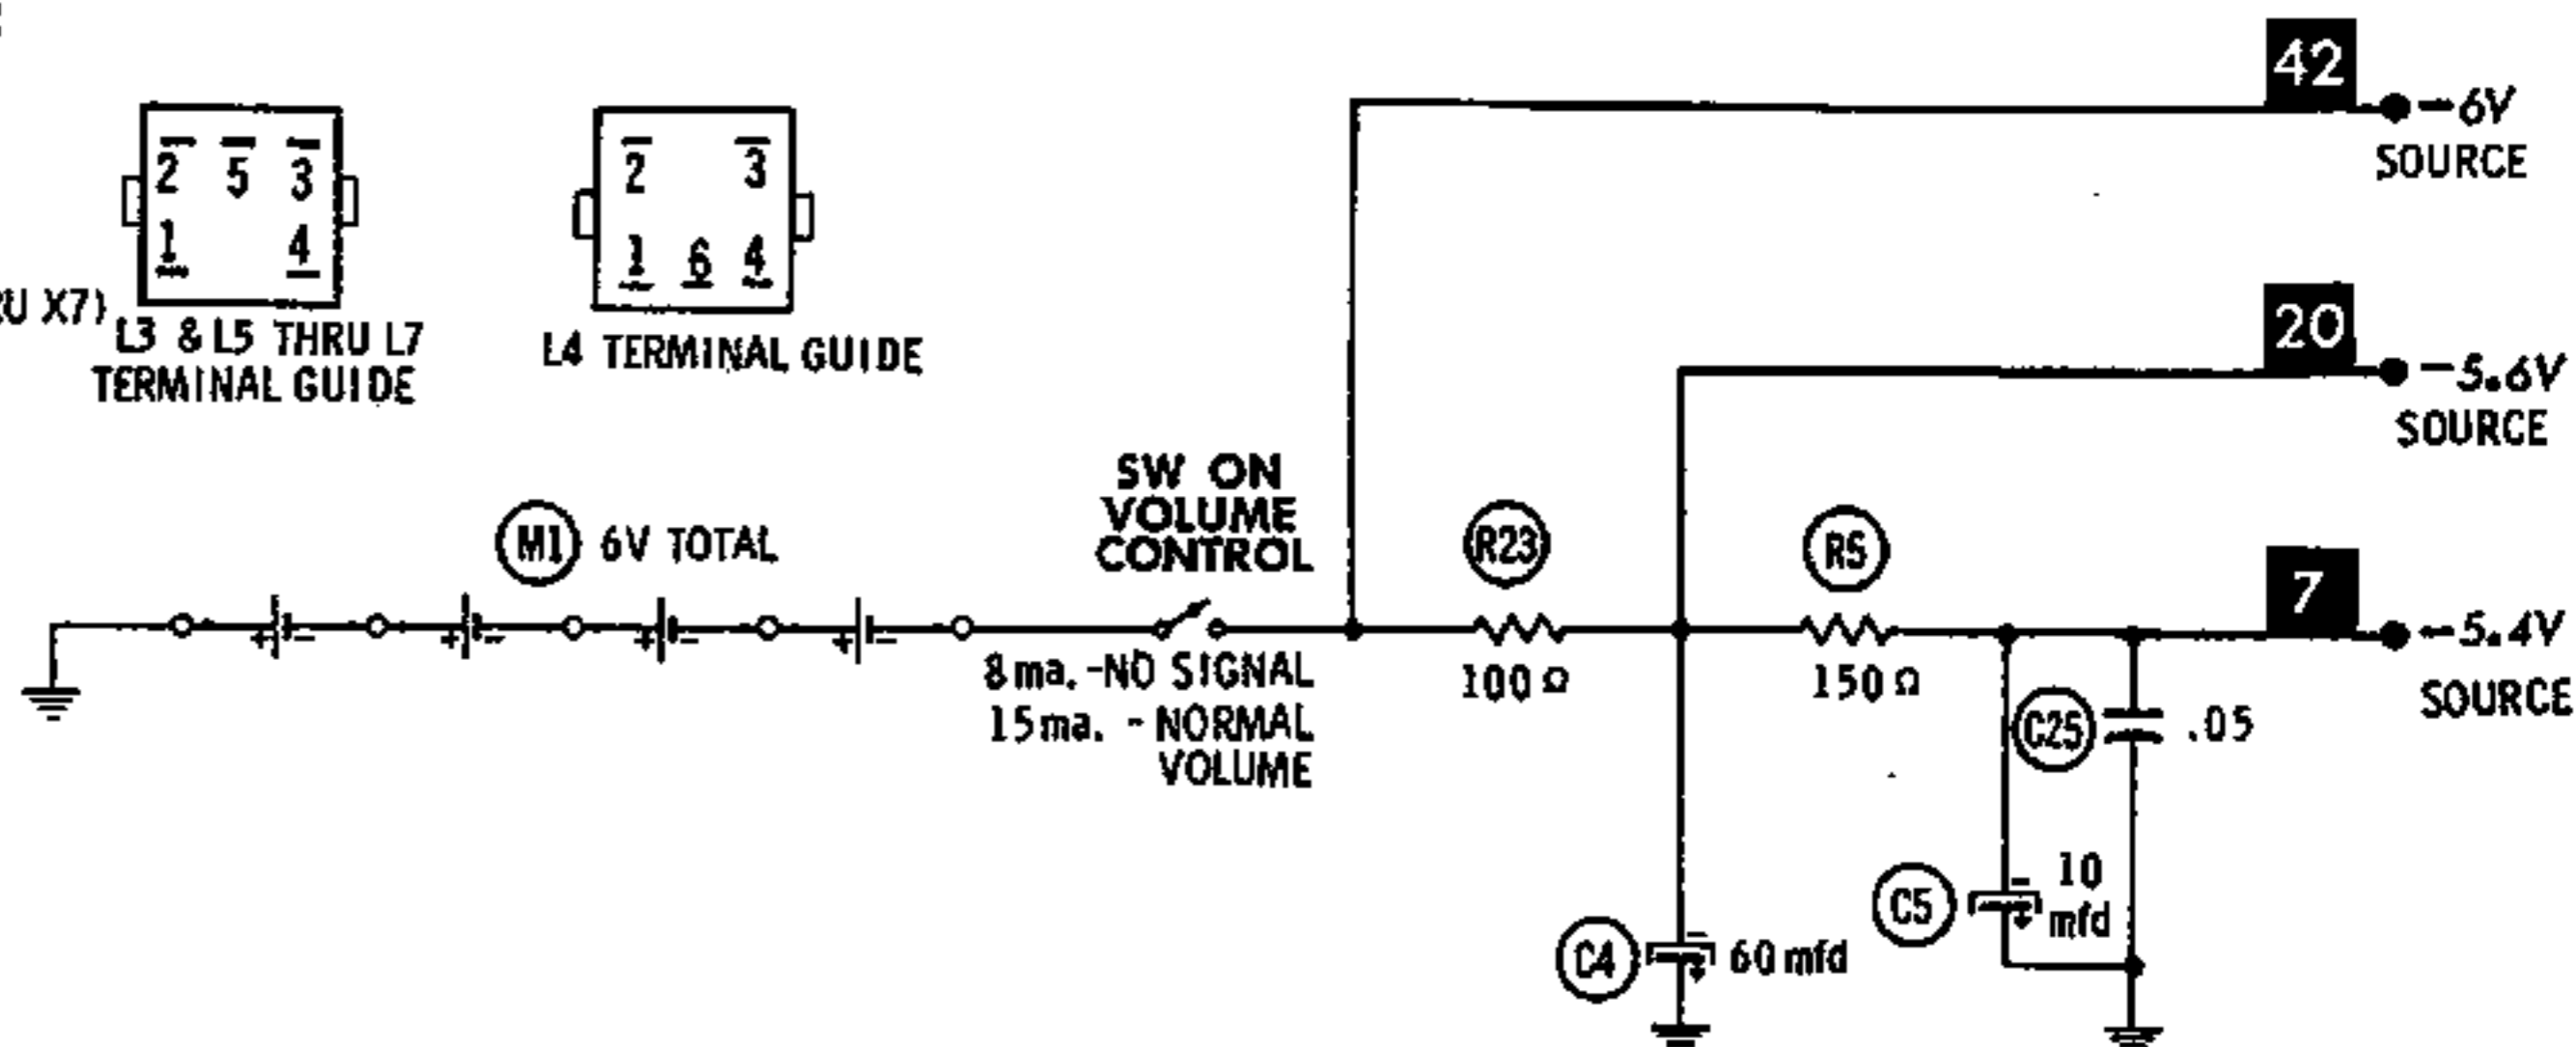 42
-6V
SOURCE
2 5 3
1 4
2 3
1 6 4
RU X7)
L3 & L5 THRU L7
TERMINAL GUIDE
L4 TERMINAL GUIDE
20
-5.6V
SOURCE
SW ON
VOLUME
CONTROL
M1 6V TOTAL
R23
R5
7
-5.4V
SOURCE
+ - + - + - + -
8 ma. -NO SIGNAL
15 ma. - NORMAL
VOLUME
100 Ω
150 Ω
C25 .05
C5 - 10
mfd
C4 - 60 mfd